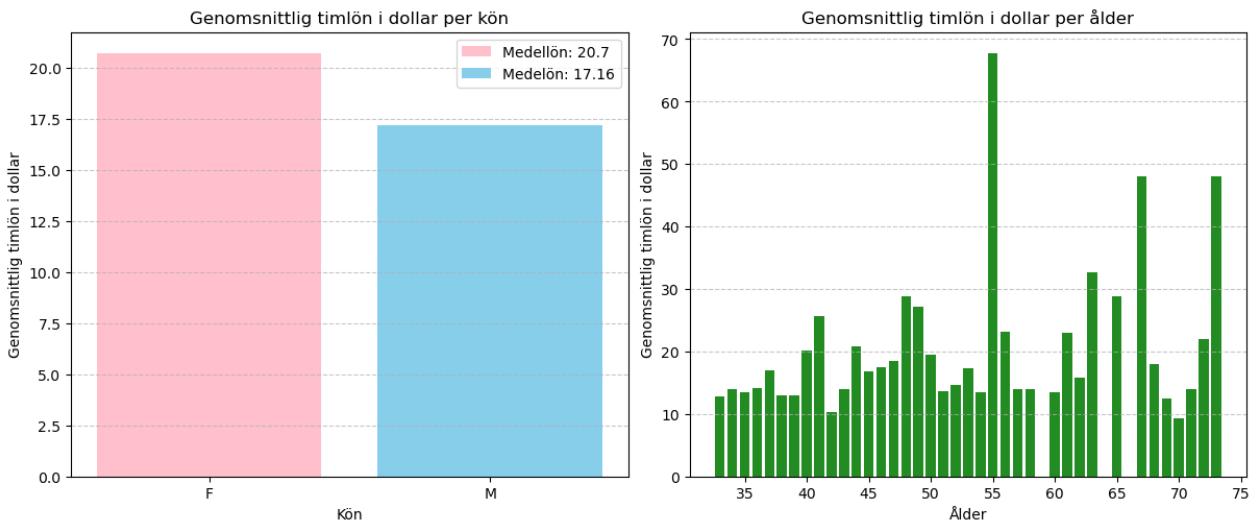 Genomsnittlig timlön i dollar per kön
Genomsnittlig timlön i dollar
20.0
17.5
15.0
12.5
10.0
7.5
5.0
2.5
0.0
Medellön: 20.7
Medelön: 17.16
F
M
Kön
Genomsnittlig timlön i dollar per ålder
Genomsnittlig timlön i dollar
70
60
50
40
30
20
10
0
35
40
45
50
55
60
65
70
75
Ålder